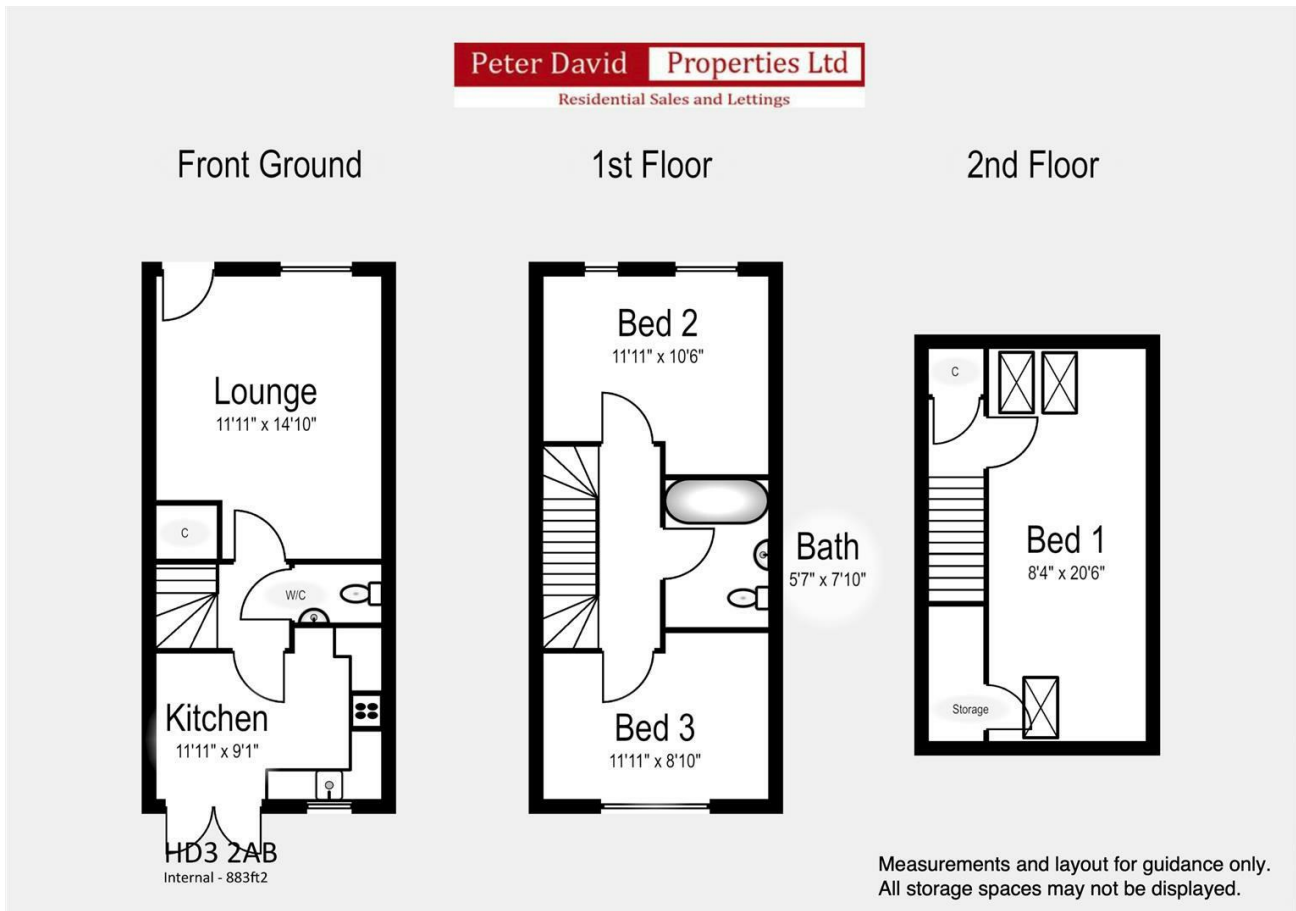 Peter David Properties Ltd
Residential Sales and Lettings
Front Ground
1st Floor
2nd Floor
Lounge
11'11" x 14'10"
C
W/C
Kitchen
11'11" x 9'1"
HD3 2AB
Internal - 883ft2
Bed 2
11'11" x 10'6"
Bath
5'7" x 7'10"
Bed 3
11'11" x 8'10"
C
Bed 1
8'4" x 20'6"
Storage
Measurements and layout for guidance only.
All storage spaces may not be displayed.